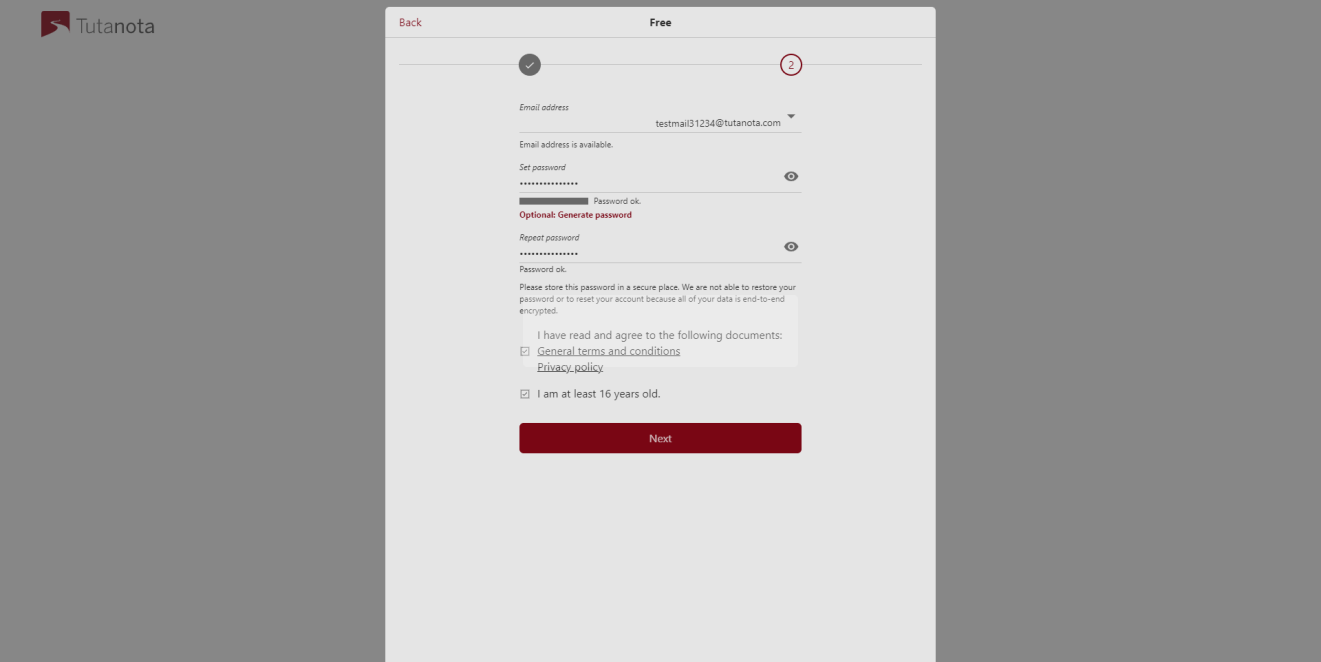 Tutanota
Back
Free
2
Email address
testmail31234@tutanota.com
Email address is available.
Set password
•••••••••••••••
Password ok.
Optional: Generate password
Repeat password
•••••••••••••••
Password ok.
Please store this password in a secure place. We are not able to restore your
password or to reset your account because all of your data is end-to-end
encrypted.
I have read and agree to the following documents:
General terms and conditions
Privacy policy
I am at least 16 years old.
Next